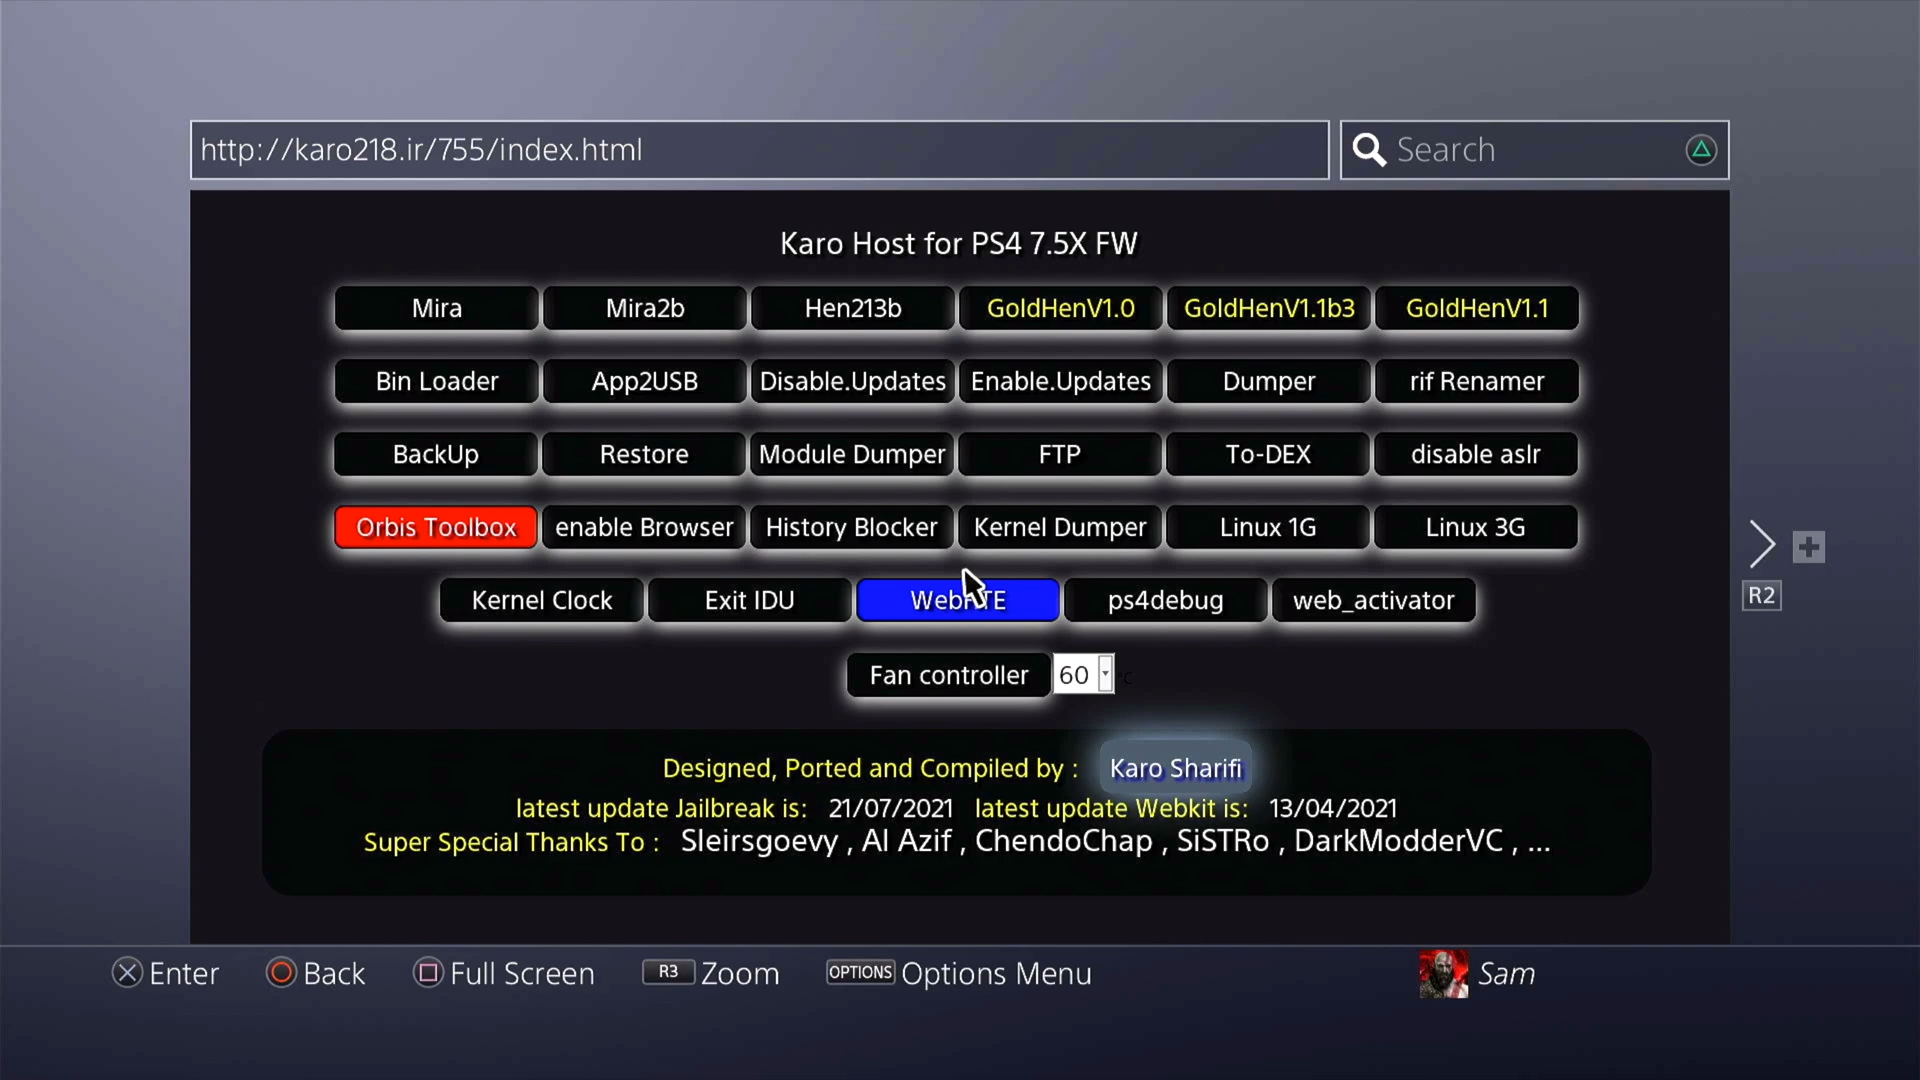 http://karo218.ir/755/index.html Search
Karo Host for PS4 7.5X FW
Mira Mira2b Hen213b GoldHenV1.0 GoldHenV1.1b3 GoldHenV1.1
Bin Loader App2USB Disable.Updates Enable.Updates Dumper rif Renamer
BackUp Restore Module Dumper FTP To-DEX disable aslr
Orbis Toolbox enable Browser History Blocker Kernel Dumper Linux 1G Linux 3G
Kernel Clock Exit IDU ps4debug web_activator
R2
Fan controller 60
Designed, Ported and Compiled by : Karo Sharifi
latest update Jailbreak is: 21/07/2021 latest update Webkit is: 13/04/2021
Super Special Thanks To : Sleirsgoevy , Al Azif , ChendoChap , SiSTRo , DarkModderVC , ...
Enter Back Full Screen R3 Zoom OPTIONS Options Menu Sam